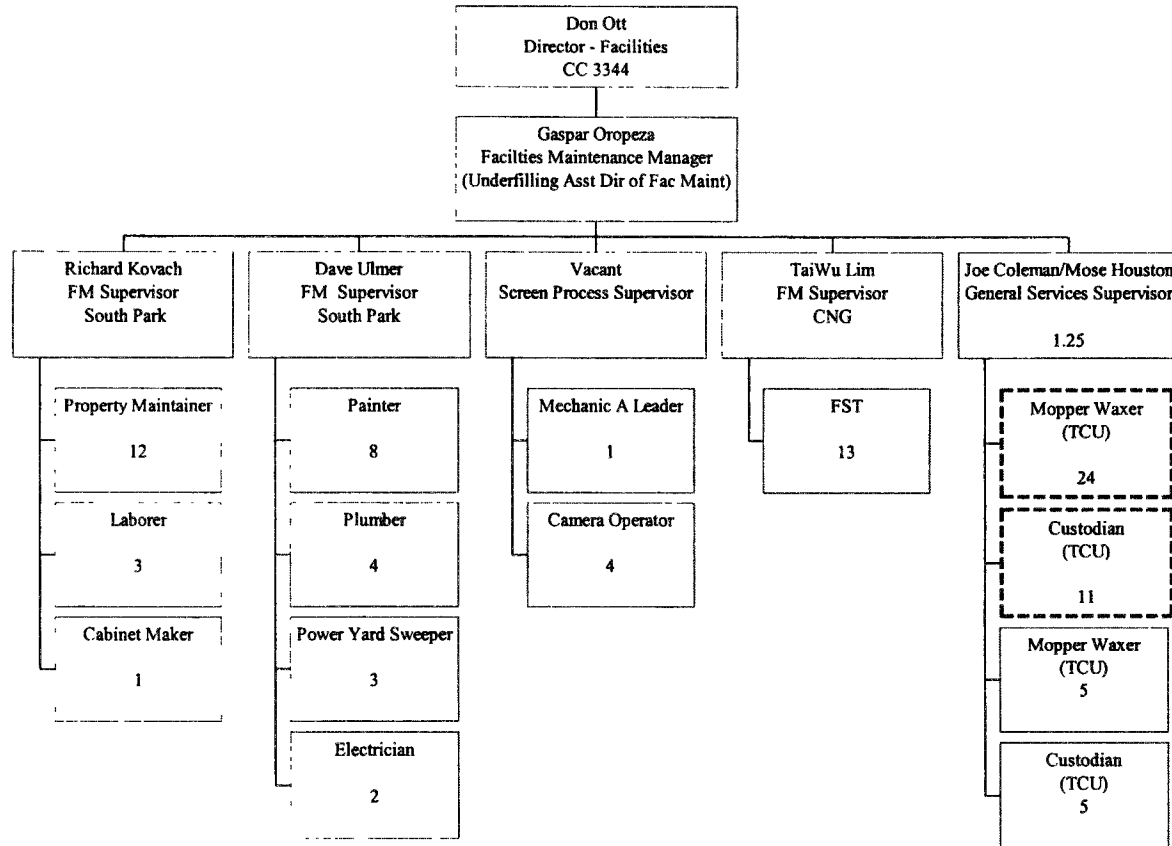 Don Ott
Director - Facilities
CC 3344
Gaspar Oropeza
Facilties Maintenance Manager
(Underfilling Asst Dir of Fac Maint)
Richard Kovach
FM Supervisor
South Park
Dave Ulmer
FM Supervisor
South Park
Vacant
Screen Process Supervisor
TaiWu Lim
FM Supervisor
CNG
Joe Coleman/Mose Houston
General Services Supervisor
1.25
Property Maintainer
12
Laborer
3
Cabinet Maker
1
Painter
8
Plumber
4
Power Yard Sweeper
3
Electrician
2
Mechanic A Leader
1
Camera Operator
4
FST
13
Mopper Waxer
(TCU)
24
Custodian
(TCU)
11
Mopper Waxer
(TCU)
5
Custodian
(TCU)
5